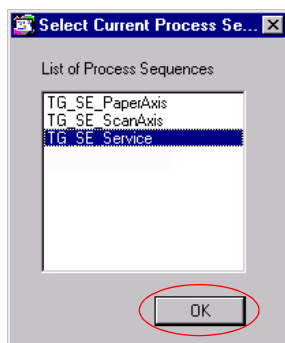 Select Current Process Se...
List of Process Sequences
TG_SE_PaperAxis
TG_SE_ScanAxis
TG_SE_Service
OK